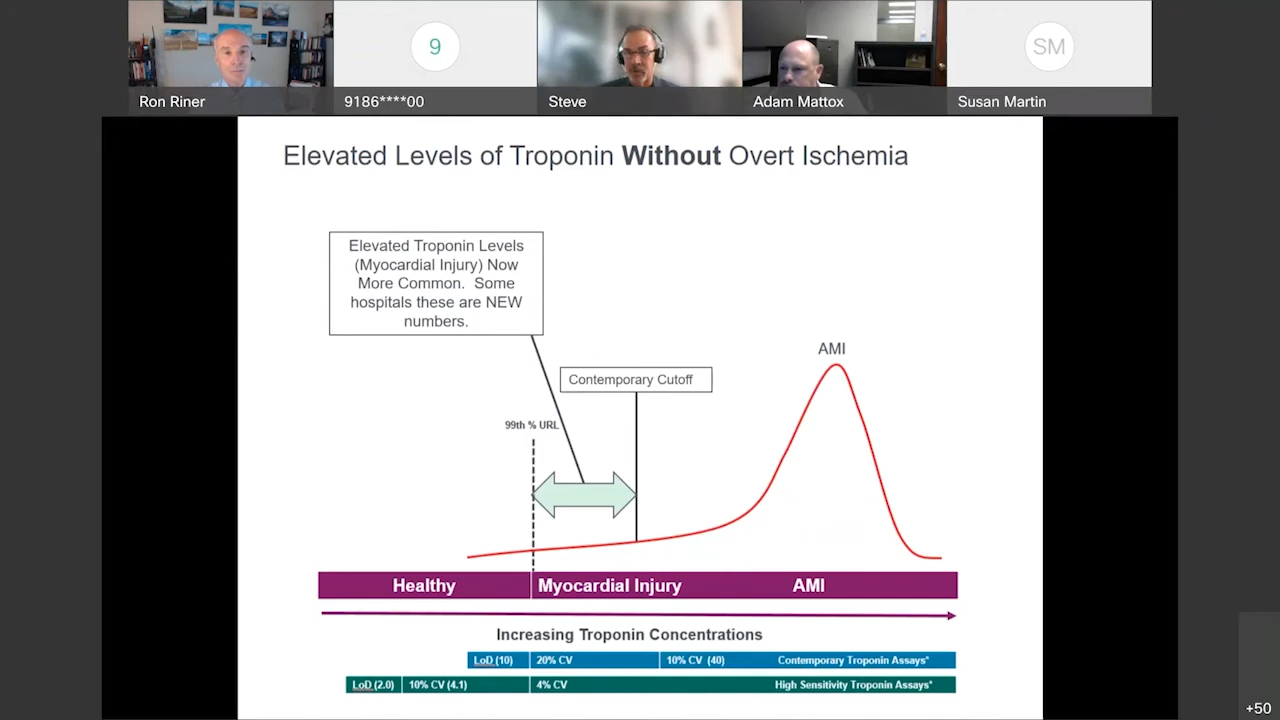 9
SM
Ron Riner
9186****00
Steve
Adam Mattox
Susan Martin
Elevated Levels of Troponin Without Overt Ischemia
Elevated Troponin Levels
(Myocardial Injury) Now
More Common. Some
hospitals these are NEW
numbers.
AMI
Contemporary Cutoff
99th % URL
Healthy
Myocardial Injury
AMI
Increasing Troponin Concentrations
LoD (10) 20% CV 10% CV (40) Contemporary Troponin Assays*
LoD (2.0) 10% CV (4.1) 4% CV High Sensitivity Troponin Assays*
+50